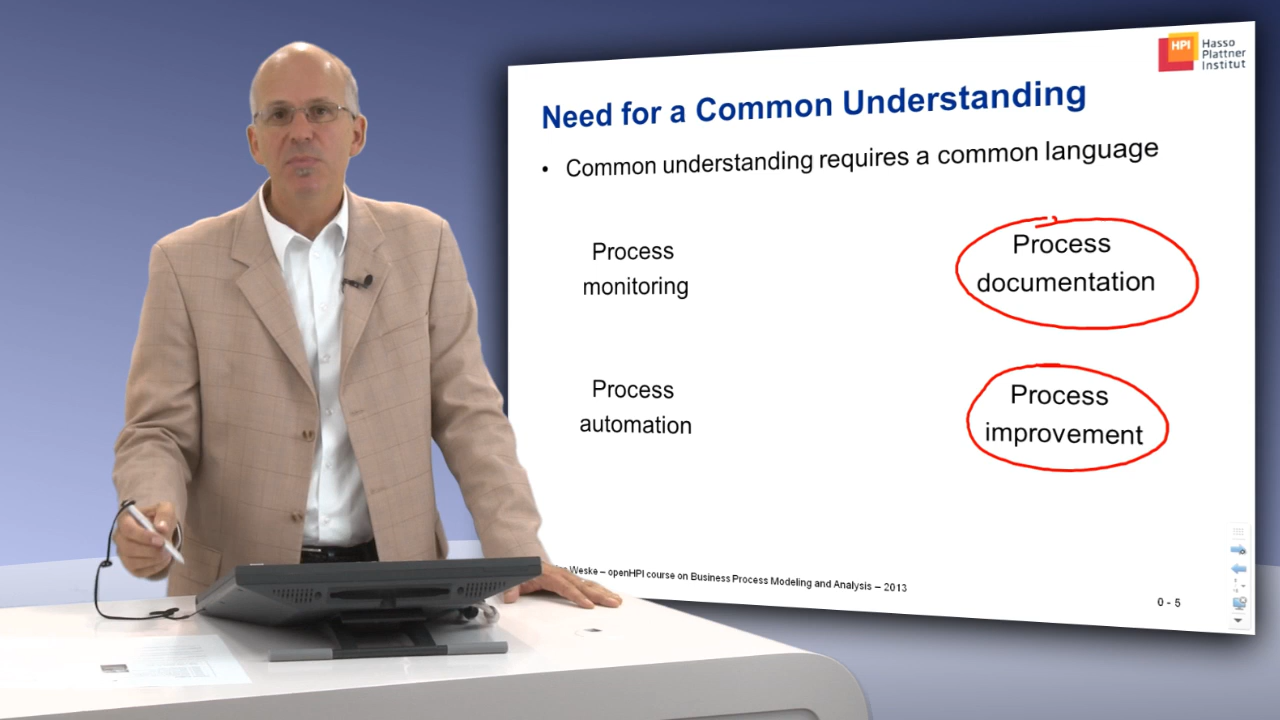 HPI
Hasso
Plattner
Institut
Need for a Common Understanding
• Common understanding requires a common language
Process
monitoring
Process
documentation
Process
automation
Process
improvement
Weske – openHPI course on Business Process Modeling and Analysis – 2013
0 - 5